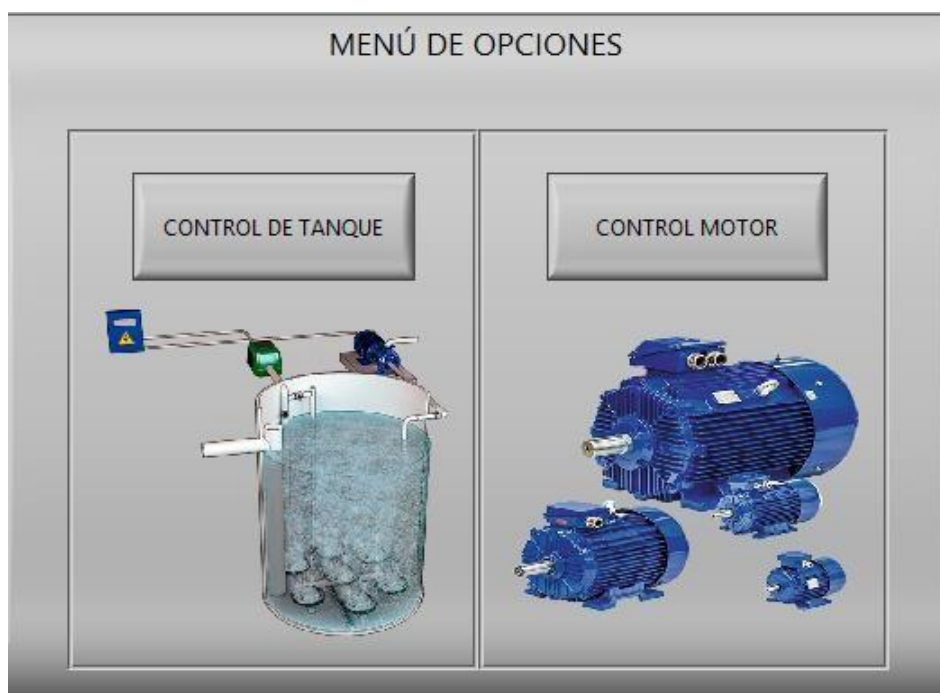 MENÚ DE OPCIONES
CONTROL DE TANQUE
CONTROL MOTOR